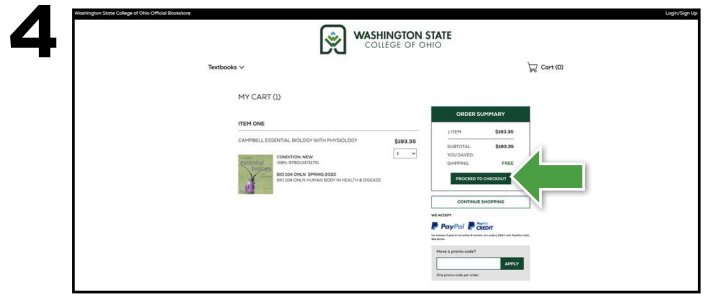 4
Washington State College of Ohio Official Bookstore
Login/Sign Up
WASHINGTON STATE
COLLEGE OF OHIO
Textbooks
Cart (0)
MY CART (1)
ITEM ONE
CAMPBELL ESSENTIAL BIOLOGY WITH PHYSIOLOGY $193.35
1
essential
biology
CONDITION: NEW
BIO 104 ONLN SPRING 2022
BIO 104 ONLN HUMAN BODY IN HEALTH & DISEASE
ORDER SUMMARY
1 ITEM $193.35
SUBTOTAL: $193.35
YOU SAVED:
SHIPPING: FREE
PROCEED TO CHECKOUT
CONTINUE SHOPPING
WE ACCEPT
PayPal PayPal CREDIT
Have a promo code?
APPLY
One promo code per order.